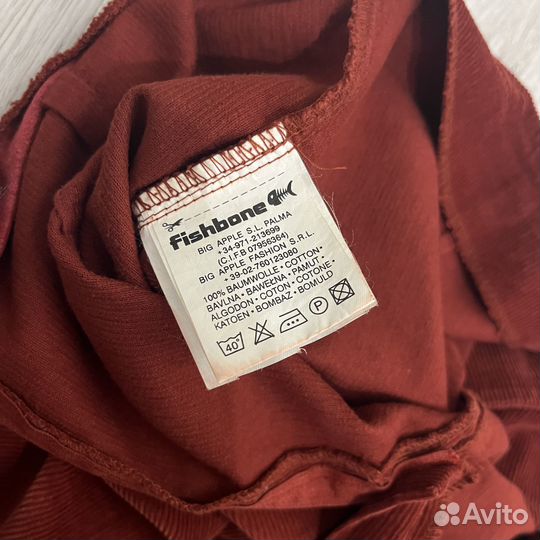 fishbone
BIG APPLE S.L. PALMA
+34-971-213699
(C.I.F B 07956364)
BIG APPLE FASHION S.R.L.
+39-02-760123080
100% BAUMWOLLE • COTTON •
BAVLNA • BAWEŁNA • PAMUT •
ALGODON • COTON • COTONE •
KATOEN • BOMBAZ • BOMULD
40°
P
Avito